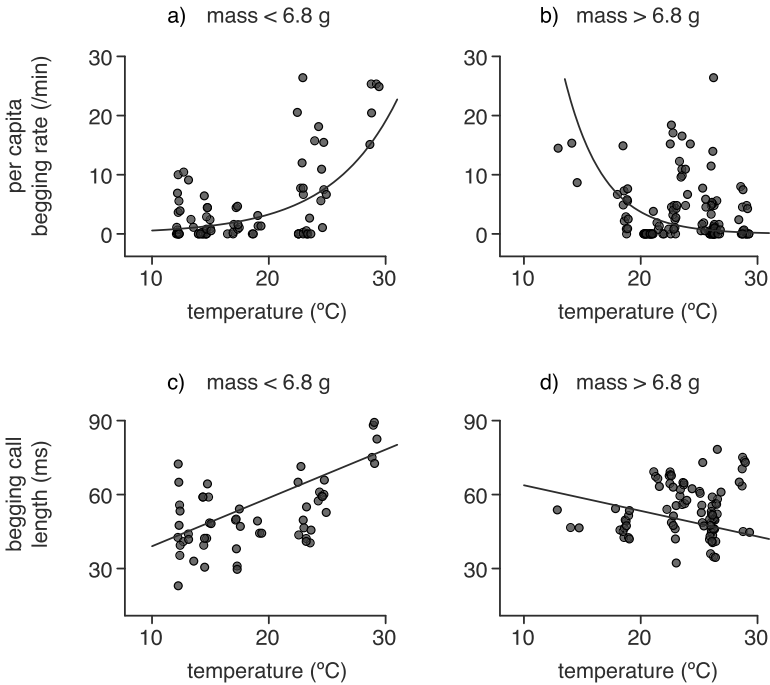 a) mass < 6.8 g
b) mass > 6.8 g
per capita
begging rate (/min)
30
20
10
0
10 20 30
temperature (ºC)
30
20
10
0
10 20 30
temperature (ºC)
c) mass < 6.8 g
d) mass > 6.8 g
begging call
length (ms)
90
60
30
10 20 30
temperature (ºC)
90
60
30
10 20 30
temperature (ºC)